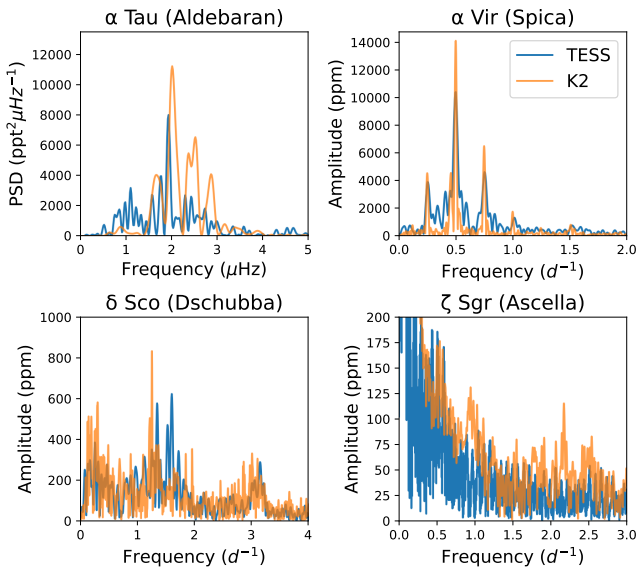 α Tau (Aldebaran)
PSD (ppt²μHz⁻¹)
12000
10000
8000
6000
4000
2000
0
0 1 2 3 4 5
Frequency (μHz)
α Vir (Spica)
Amplitude (ppm)
14000
12000
10000
8000
6000
4000
2000
0
TESS
K2
0.0 0.5 1.0 1.5 2.0
Frequency (d⁻¹)
δ Sco (Dschubba)
Amplitude (ppm)
1000
800
600
400
200
0
0 1 2 3 4
Frequency (d⁻¹)
ζ Sgr (Ascella)
Amplitude (ppm)
200
175
150
125
100
75
50
25
0
0.0 0.5 1.0 1.5 2.0 2.5 3.0
Frequency (d⁻¹)